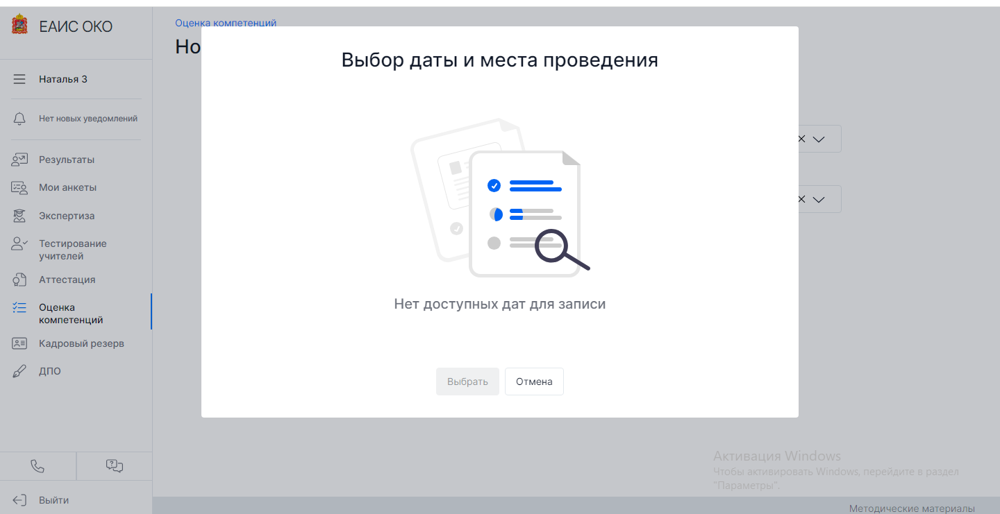 ЕАИС ОКО
Наталья З
Нет новых уведомлений
Результаты
Мои анкеты
Экспертиза
Тестирование
учителей
Аттестация
Оценка
компетенций
Кадровый резерв
ДПО
Выйти
Оценка компетенций
Но
Выбор даты и места проведения
Нет доступных дат для записи
Выбрать
Отмена
Активация Windows
Чтобы активировать Windows, перейдите в раздел
"Параметры".
Методические материалы